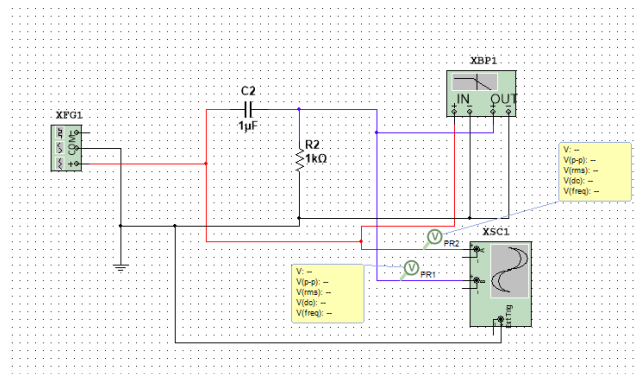 XBP1
C2
IN OUT
XFG1
1µF
COM
R2
1kΩ
V: --
V(p-p): --
V(rms): --
V(dc): --
V(freq): --
XSC1
PR2
A
V
V: --
V(p-p): --
V(rms): --
V(dc): --
V(freq): --
V
PR1
B
Ext Trig